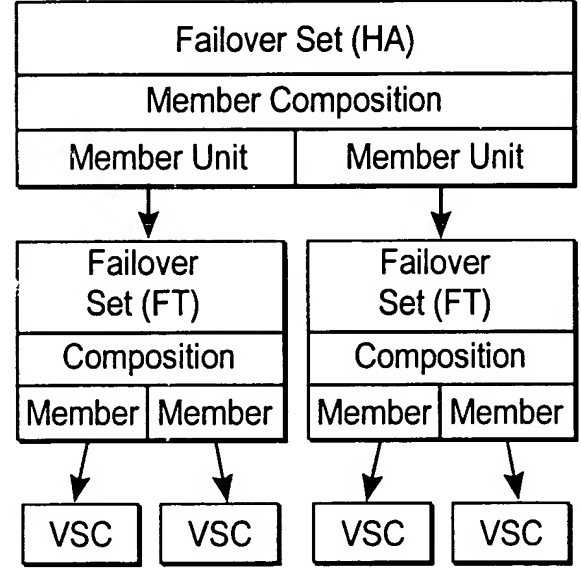 Failover Set (HA)
Member Composition
Member Unit Member Unit
Failover
Set (FT)
Composition
Member Member
Failover
Set (FT)
Composition
Member Member
VSC VSC VSC VSC